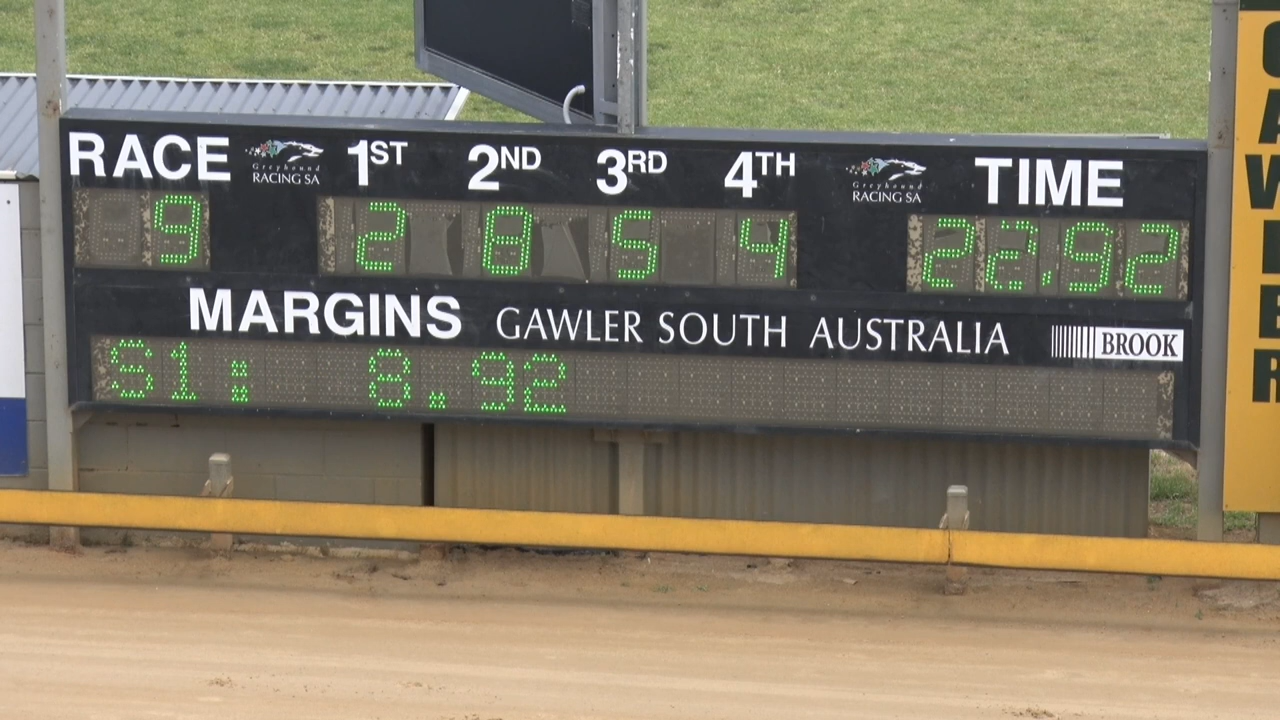 RACE 1ST 2ND 3RD 4TH TIME
Greyhound RACING SA
Greyhound RACING SA
9 2 8 5 4 22.92
MARGINS GAWLER SOUTH AUSTRALIA BROOK
S1: 8.92
GAWLER